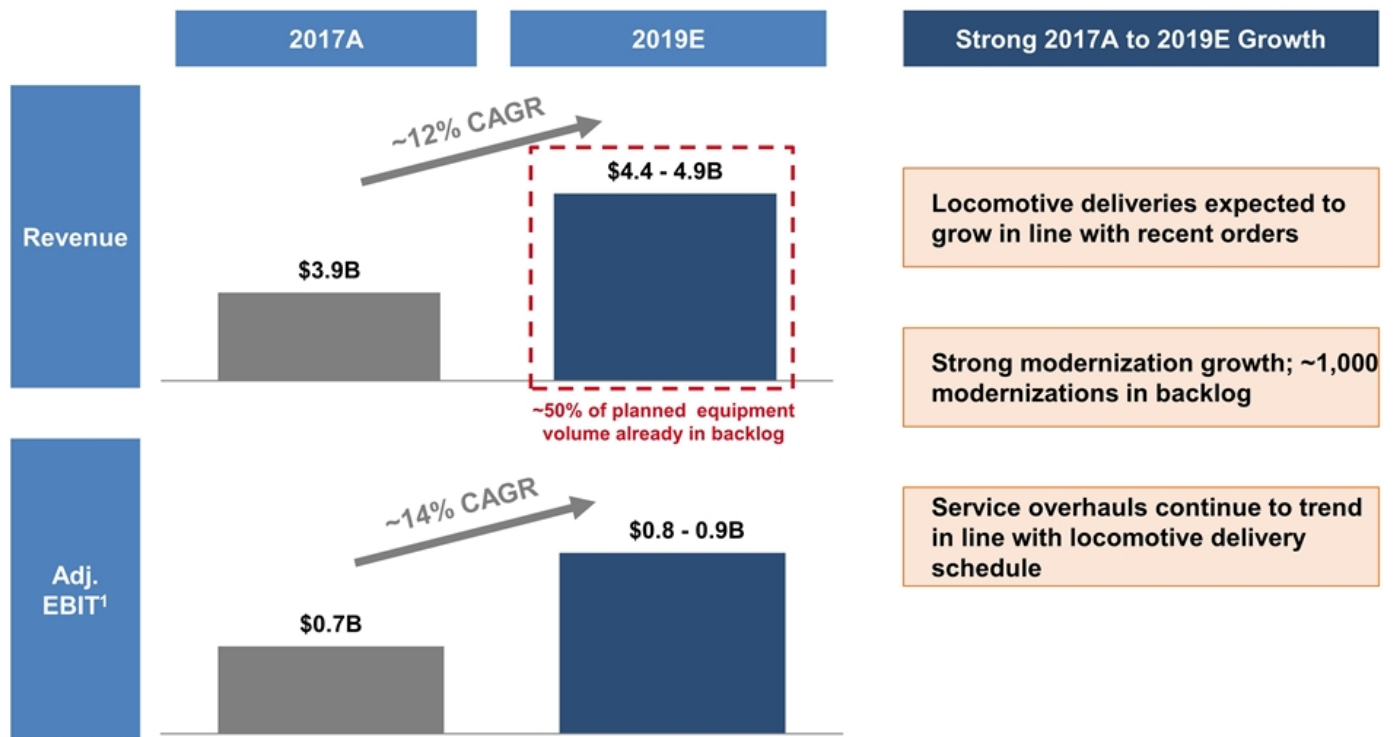 2017A
2019E
Strong 2017A to 2019E Growth
Revenue
~12% CAGR
$3.9B
$4.4 - 4.9B
~50% of planned equipment
volume already in backlog
Adj.
EBIT¹
~14% CAGR
$0.7B
$0.8 - 0.9B
Locomotive deliveries expected to
grow in line with recent orders
Strong modernization growth; ~1,000
modernizations in backlog
Service overhauls continue to trend
in line with locomotive delivery
schedule